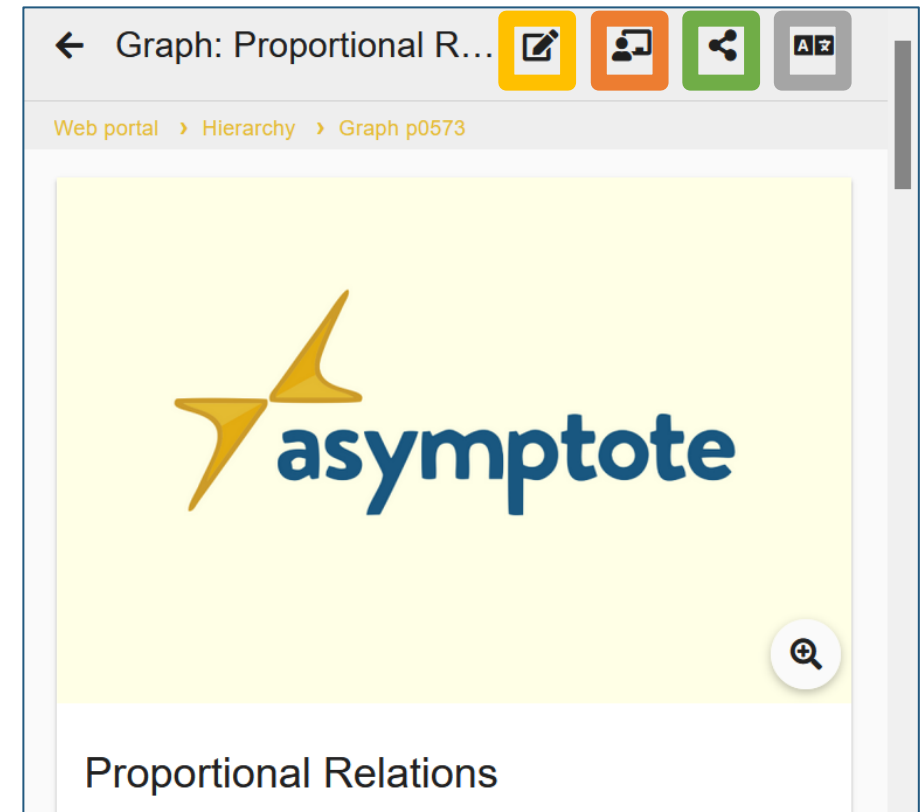 Graph: Proportional R...
Web portal › Hierarchy › Graph p0573
asymptote
Proportional Relations